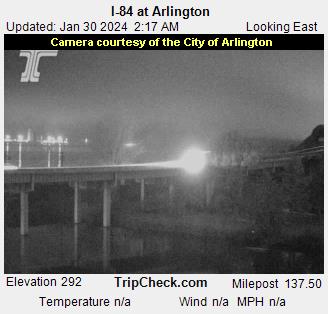 I-84 at Arlington
Updated: Jan 30 2024 2:17 AM Looking East
Camera courtesy of the City of Arlington
Elevation 292 TripCheck.com Milepost 137.50
Temperature n/a Wind n/a MPH n/a